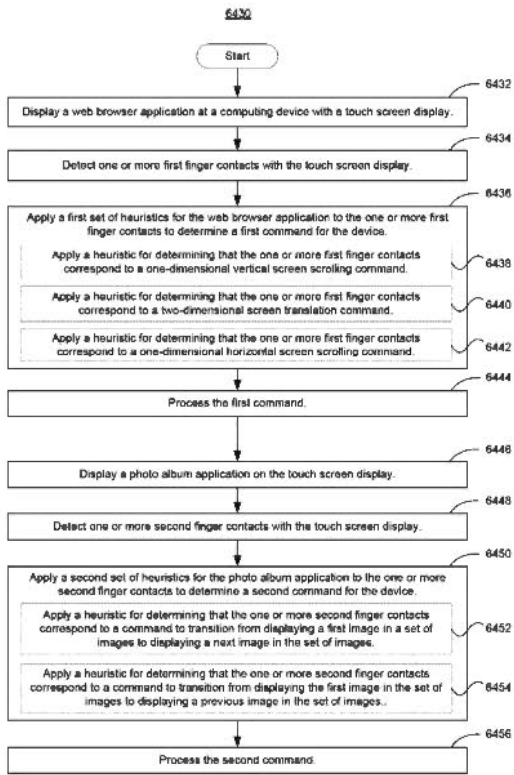 6430
Start
6432
Display a web browser application at a computing device with a touch screen display.
6434
Detect one or more first finger contacts with the touch screen display.
6436
Apply a first set of heuristics for the web browser application to the one or more first
finger contacts to determine a first command for the device.
Apply a heuristic for determining that the one or more first finger contacts
correspond to a one-dimensional vertical screen scrolling command.
6438
Apply a heuristic for determining that the one or more first finger contacts
correspond to a two-dimensional screen translation command.
6440
Apply a heuristic for determining that the one or more first finger contacts
correspond to a one-dimensional horizontal screen scrolling command.
6442
6444
Process the first command.
6446
Display a photo album application on the touch screen display.
6448
Detect one or more second finger contacts with the touch screen display.
6450
Apply a second set of heuristics for the photo album application to the one or more
second finger contacts to determine a second command for the device.
Apply a heuristic for determining that the one or more second finger contacts
correspond to a command to transition from displaying a first image in a set of
images to displaying a next image in the set of images.
6452
Apply a heuristic for determining that the one or more second finger contacts
correspond to a command to transition from displaying the first image in the set of
images to displaying a previous image in the set of images..
6454
6456
Process the second command.